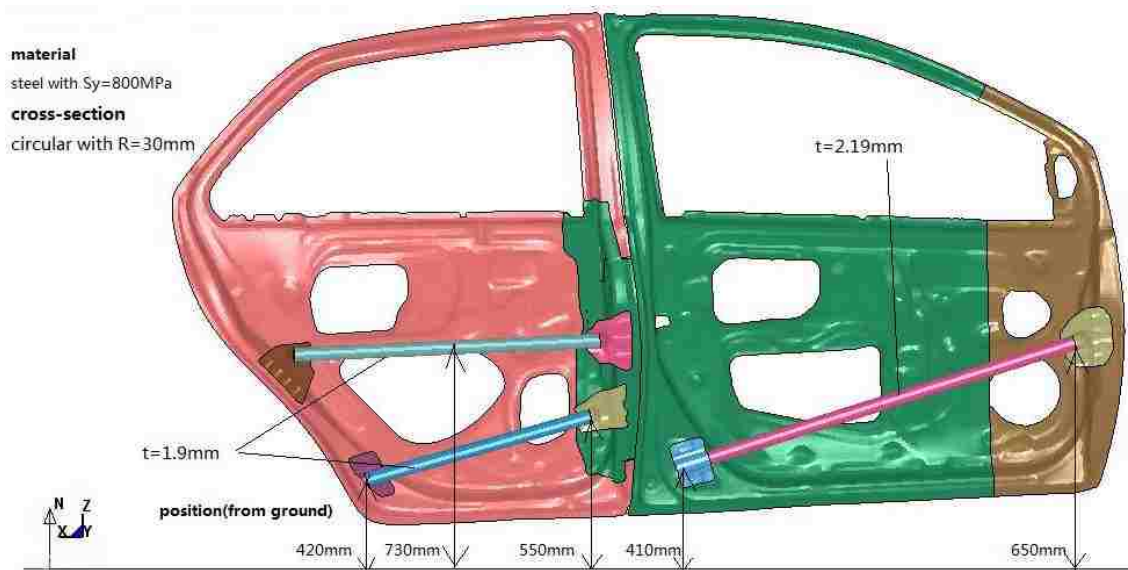 material
steel with Sy=800MPa
cross-section
circular with R=30mm
t=2.19mm
t=1.9mm
position(from ground)
N
Z
X
Y
420mm
730mm
550mm
410mm
650mm